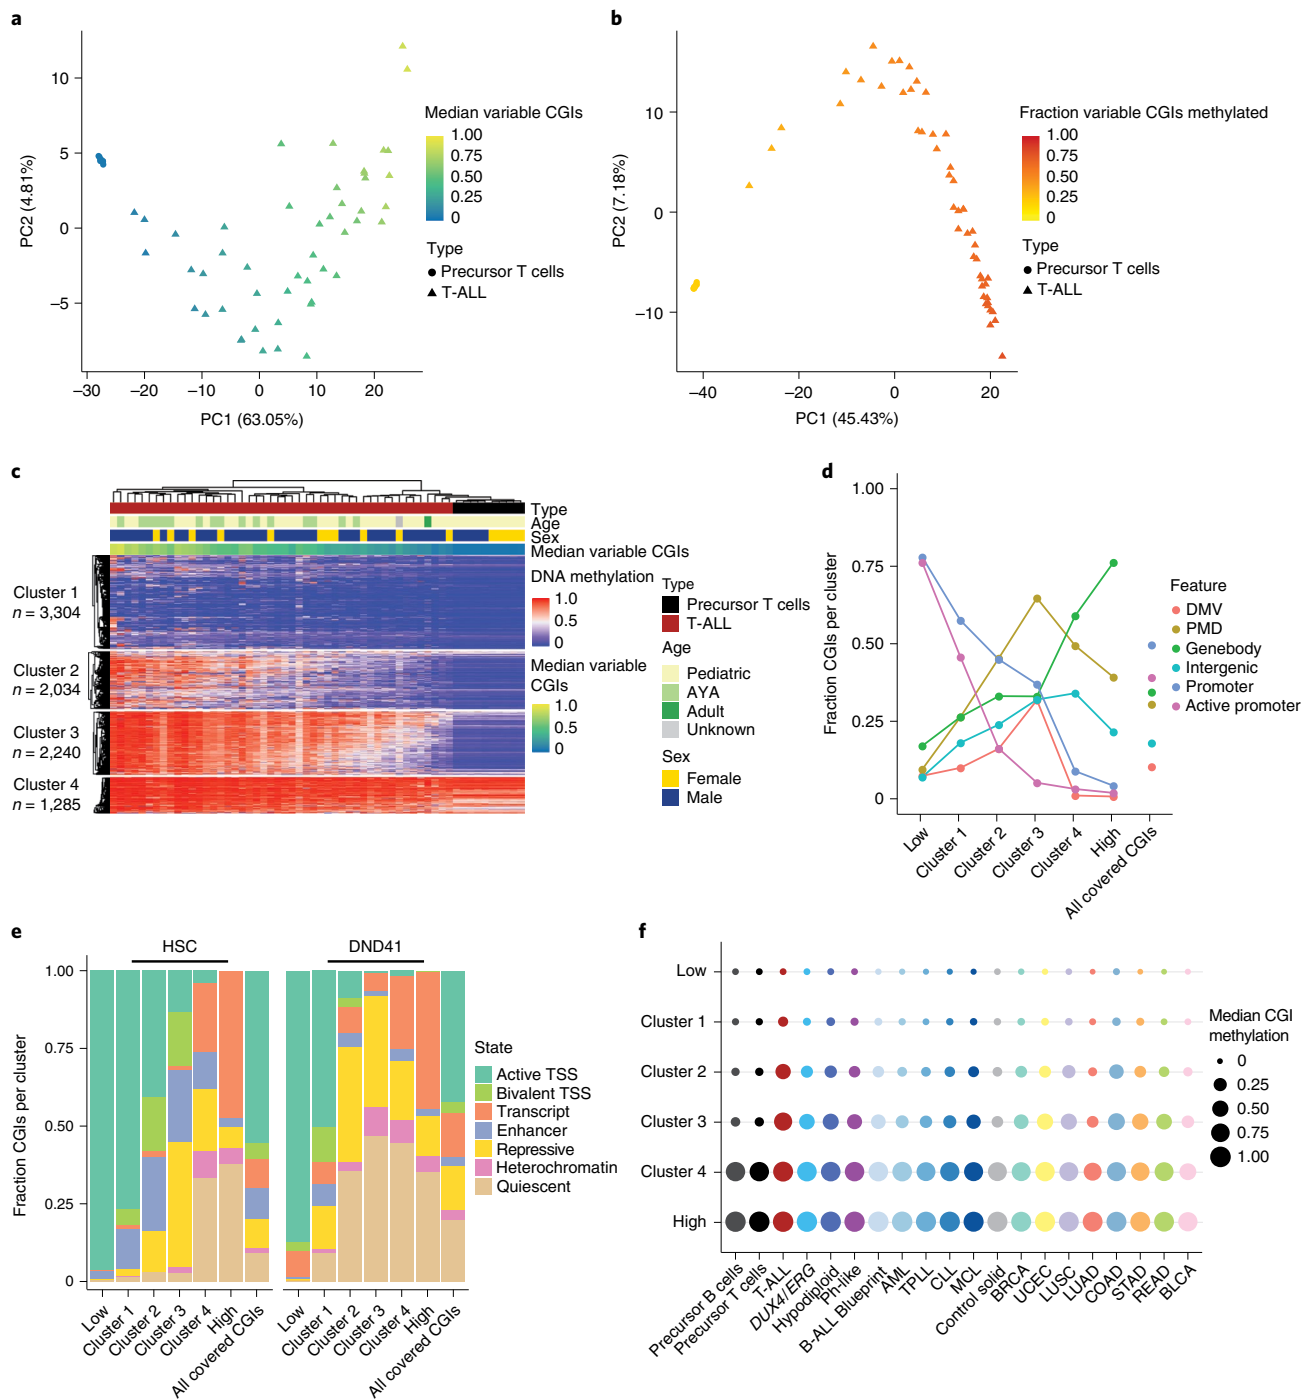 a
PC2 (4.81%)
10
5
0
–5
–30
–20
–10
0
10
20
PC1 (63.05%)
Median variable CGIs
1.00
0.75
0.50
0.25
0
Type
Precursor T cells
T-ALL
b
PC2 (7.18%)
10
0
–10
–40
–20
0
20
PC1 (45.43%)
Fraction variable CGIs methylated
1.00
0.75
0.50
0.25
0
Type
Precursor T cells
T-ALL
c
Type
Age
Sex
Median variable CGIs
Cluster 1
n = 3,304
Cluster 2
n = 2,034
Cluster 3
n = 2,240
Cluster 4
n = 1,285
DNA methylation
1.0
0.5
0
Median variable
CGIs
1.0
0.5
0
Type
Precursor T cells
T-ALL
Age
Pediatric
AYA
Adult
Unknown
Sex
Female
Male
d
Fraction CGIs per cluster
1.00
0.75
0.50
0.25
0
Low
Cluster 1
Cluster 2
Cluster 3
Cluster 4
High
All covered CGIs
Feature
DMV
PMD
Genebody
Intergenic
Promoter
Active promoter
e
HSC
DND41
Fraction CGIs per cluster
1.00
0.75
0.50
0.25
0
Low
Cluster 1
Cluster 2
Cluster 3
Cluster 4
High
All covered CGIs
Low
Cluster 1
Cluster 2
Cluster 3
Cluster 4
High
All covered CGIs
State
Active TSS
Bivalent TSS
Transcript
Enhancer
Repressive
Heterochromatin
Quiescent
f
Low
Cluster 1
Cluster 2
Cluster 3
Cluster 4
High
Precursor B cells
Precursor T cells
T-ALL
DUX4/ERG
Hypodiploid
Ph-like
B-ALL Blueprint
AML
TPLL
CLL
MCL
Control solid
BRCA
UCEC
LUSC
LUAD
COAD
STAD
READ
BLCA
Median CGI
methylation
0
0.25
0.50
0.75
1.00